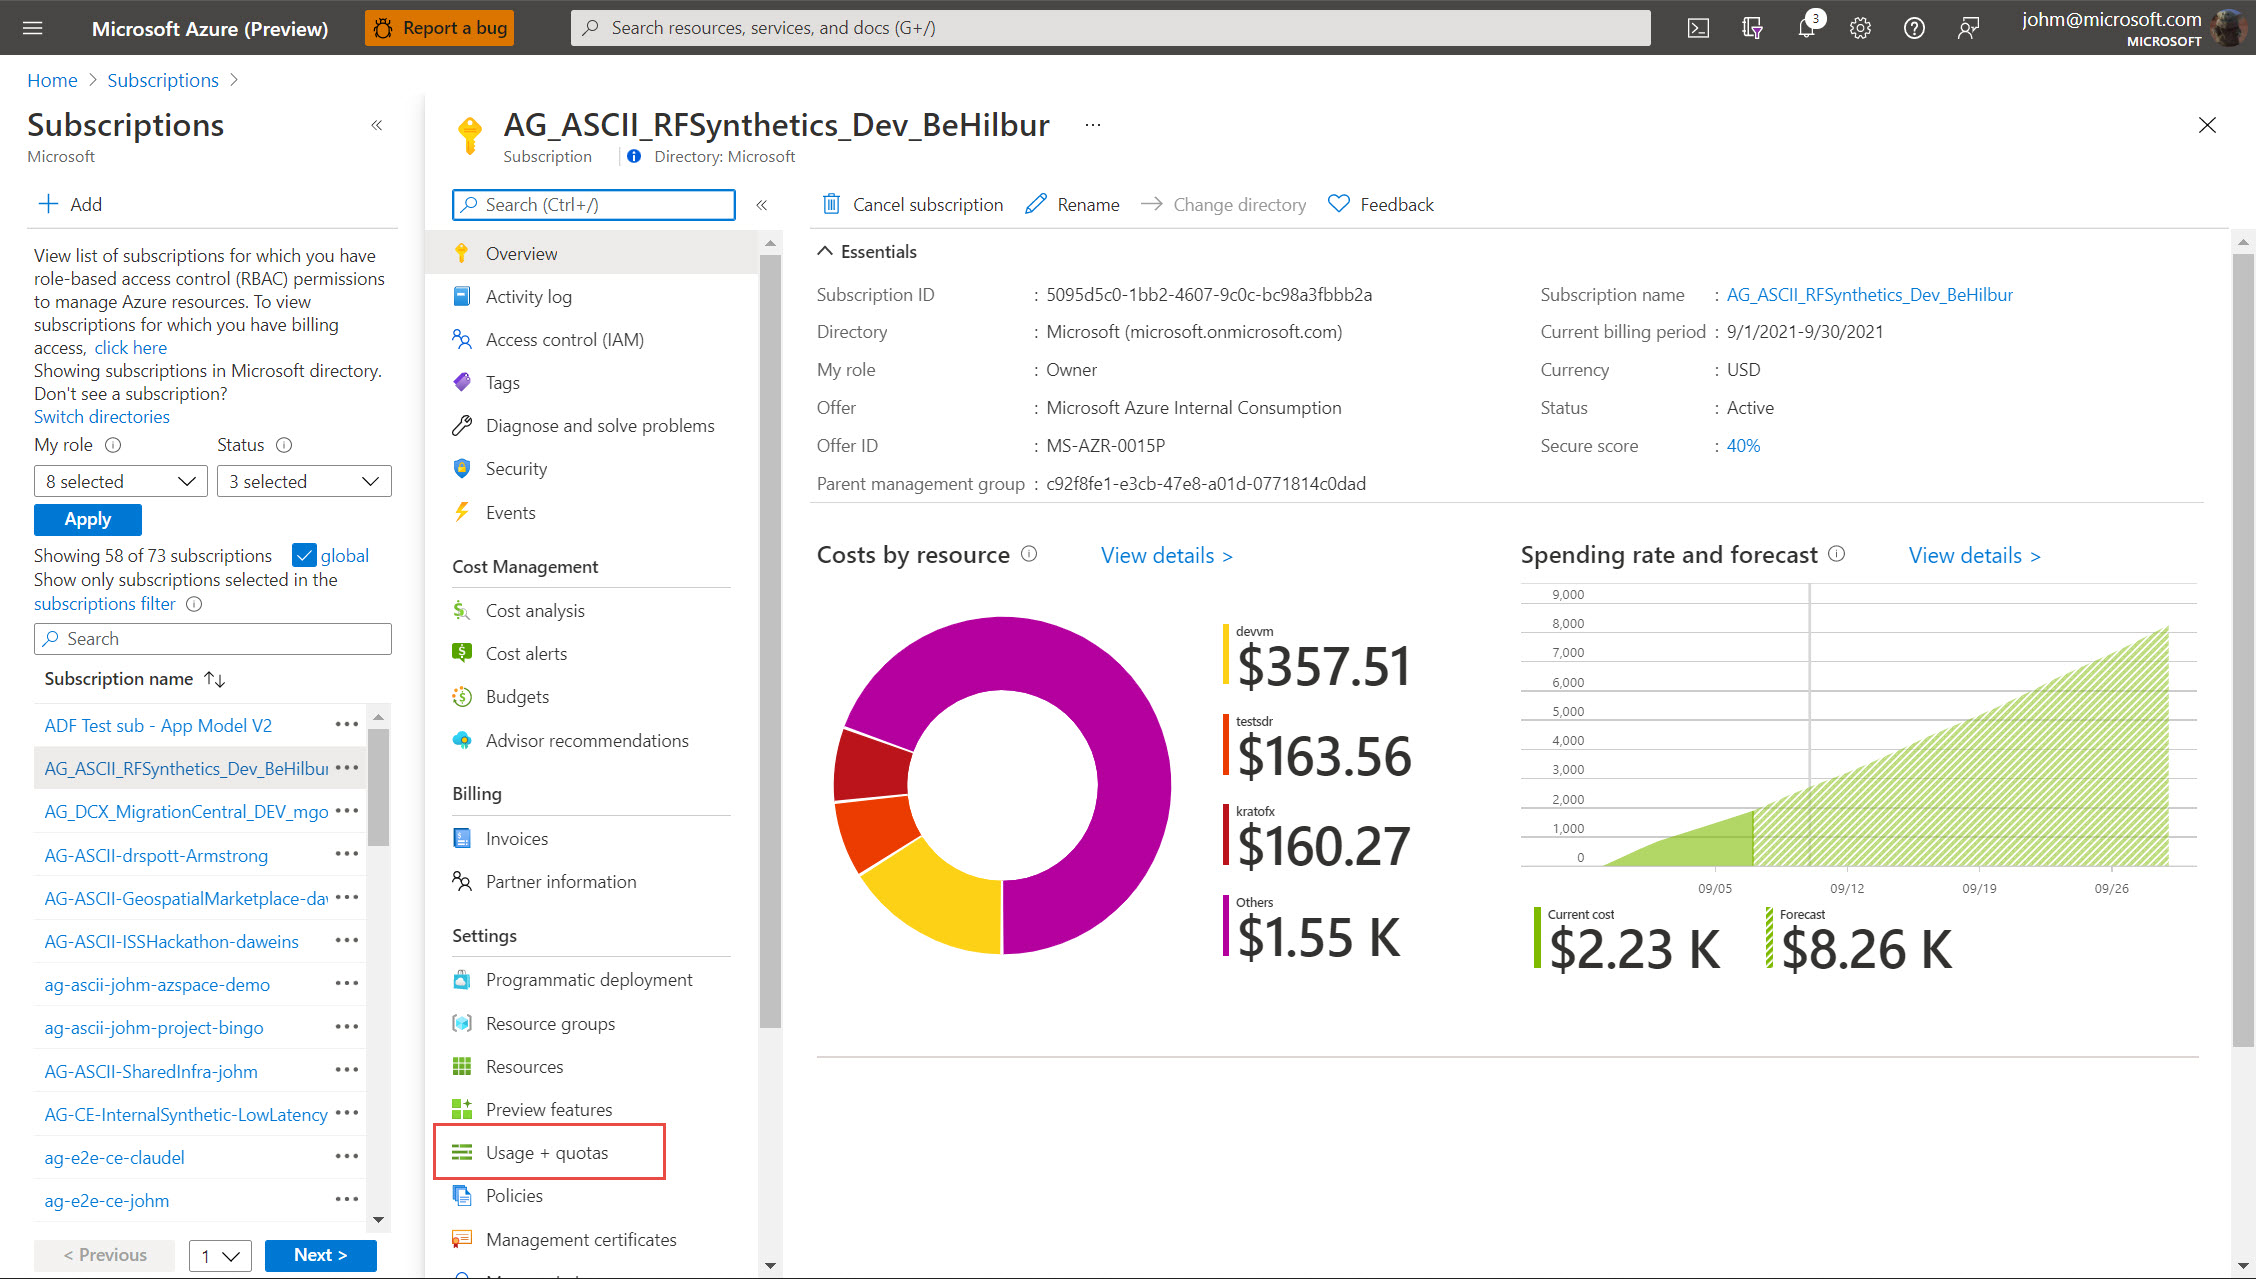 Microsoft Azure (Preview)
Report a bug
Search resources, services, and docs (G+/)
3
johm@microsoft.com
MICROSOFT
Home > Subscriptions >
Subscriptions
Microsoft
Add
View list of subscriptions for which you have
role-based access control (RBAC) permissions
to manage Azure resources. To view
subscriptions for which you have billing
access, click here
Showing subscriptions in Microsoft directory.
Don't see a subscription?
Switch directories
My role
Status
8 selected
3 selected
Apply
Showing 58 of 73 subscriptions
global
Show only subscriptions selected in the
subscriptions filter
Search
Subscription name
ADF Test sub - App Model V2
AG_ASCII_RFSynthetics_Dev_BeHilbur
AG_DCX_MigrationCentral_DEV_mgo
AG-ASCII-drspott-Armstrong
AG-ASCII-GeospatialMarketplace-daw
AG-ASCII-ISSHackathon-daweins
ag-ascii-johm-azspace-demo
ag-ascii-johm-project-bingo
AG-ASCII-SharedInfra-johm
AG-CE-InternalSynthetic-LowLatency
ag-e2e-ce-claudel
ag-e2e-ce-johm
< Previous
1
Next >
AG_ASCII_RFSynthetics_Dev_BeHilbur
Subscription
Directory: Microsoft
Search (Ctrl+/)
Overview
Activity log
Access control (IAM)
Tags
Diagnose and solve problems
Security
Events
Cost Management
Cost analysis
Cost alerts
Budgets
Advisor recommendations
Billing
Invoices
Partner information
Settings
Programmatic deployment
Resource groups
Resources
Preview features
Usage + quotas
Policies
Management certificates
Cancel subscription
Rename
Change directory
Feedback
Essentials
Subscription ID : 5095d5c0-1bb2-4607-9c0c-bc98a3fbbb2a
Directory : Microsoft (microsoft.onmicrosoft.com)
My role : Owner
Offer : Microsoft Azure Internal Consumption
Offer ID : MS-AZR-0015P
Parent management group : c92f8fe1-e3cb-47e8-a01d-0771814c0dad
Subscription name : AG_ASCII_RFSynthetics_Dev_BeHilbur
Current billing period : 9/1/2021-9/30/2021
Currency : USD
Status : Active
Secure score : 40%
Costs by resource
View details >
devvm
$357.51
testsdr
$163.56
kratofx
$160.27
Others
$1.55 K
Spending rate and forecast
View details >
9,000
8,000
7,000
6,000
5,000
4,000
3,000
2,000
1,000
0
09/05
09/12
09/19
09/26
Current cost
$2.23 K
Forecast
$8.26 K